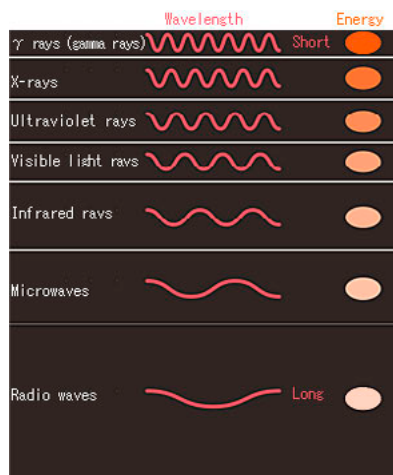 Wavelength Energy
γ rays (gamma rays) Short
X-rays
Ultraviolet rays
Visible light rays
Infrared rays
Microwaves
Radio waves Long